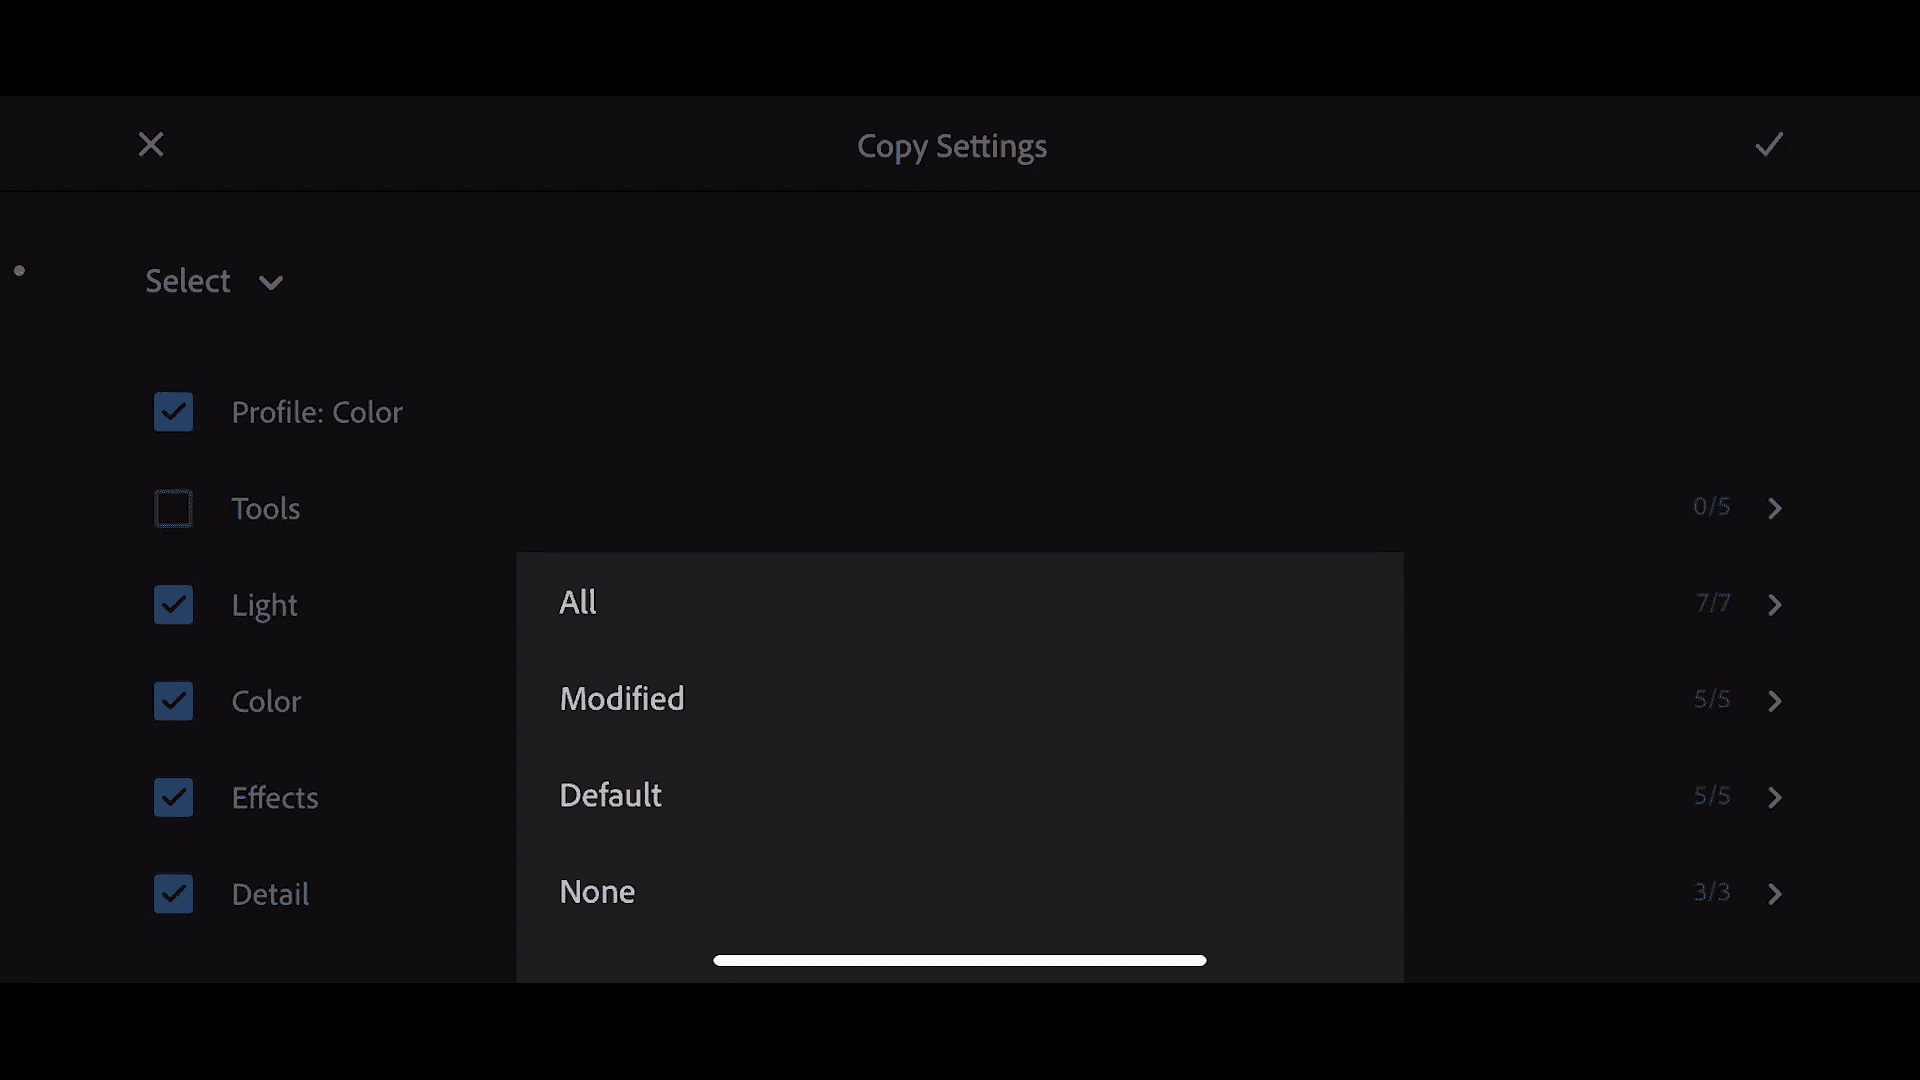 Copy Settings
Select
Profile: Color
Tools 0/5
Light 7/7
Color 5/5
Effects 5/5
Detail 3/3
All
Modified
Default
None